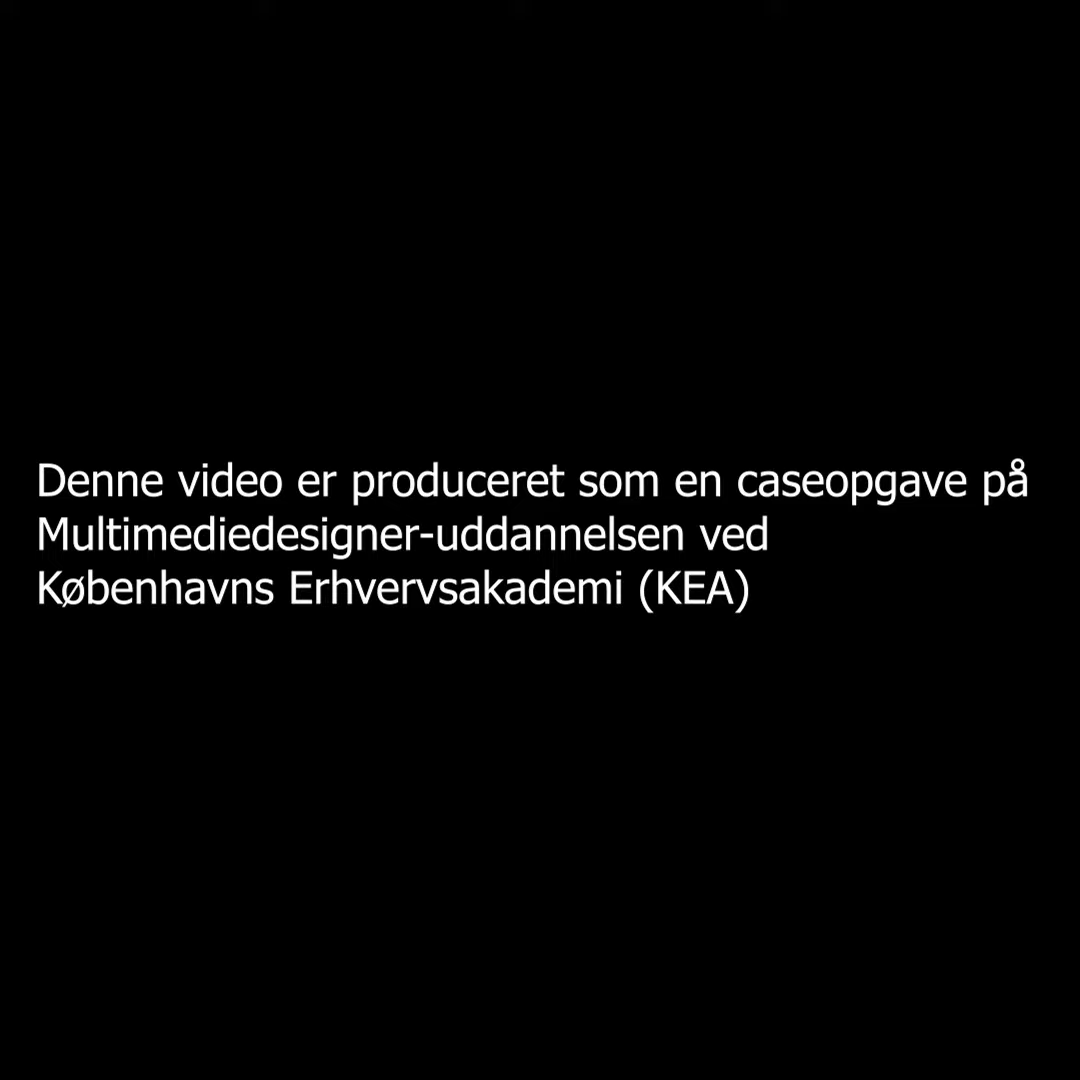 Denne video er produceret som en caseopgave på
Multimediedesigner-uddannelsen ved
Københavns Erhvervsakademi (KEA)